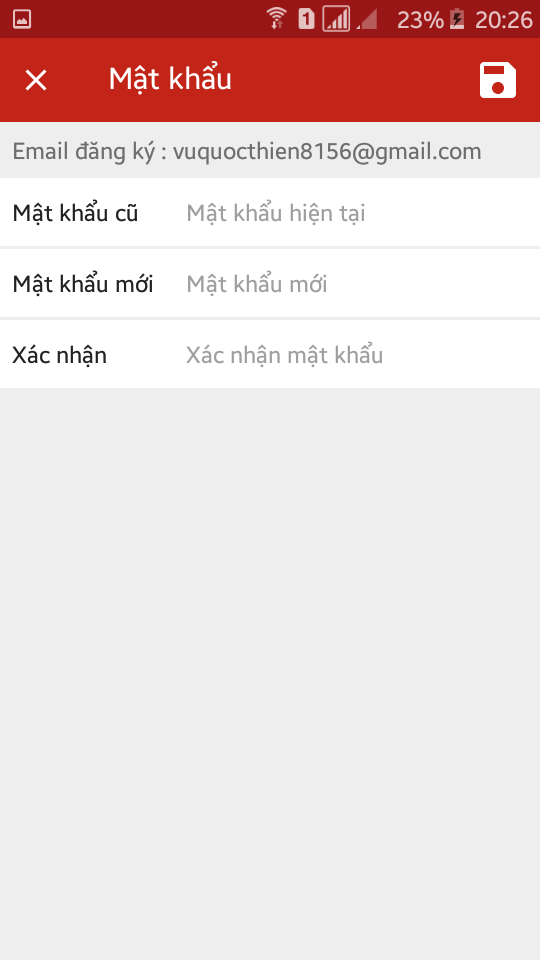 1 23% 20:26
Mật khẩu
Email đăng ký : vuquocthien8156@gmail.com
Mật khẩu cũ Mật khẩu hiện tại
Mật khẩu mới Mật khẩu mới
Xác nhận Xác nhận mật khẩu